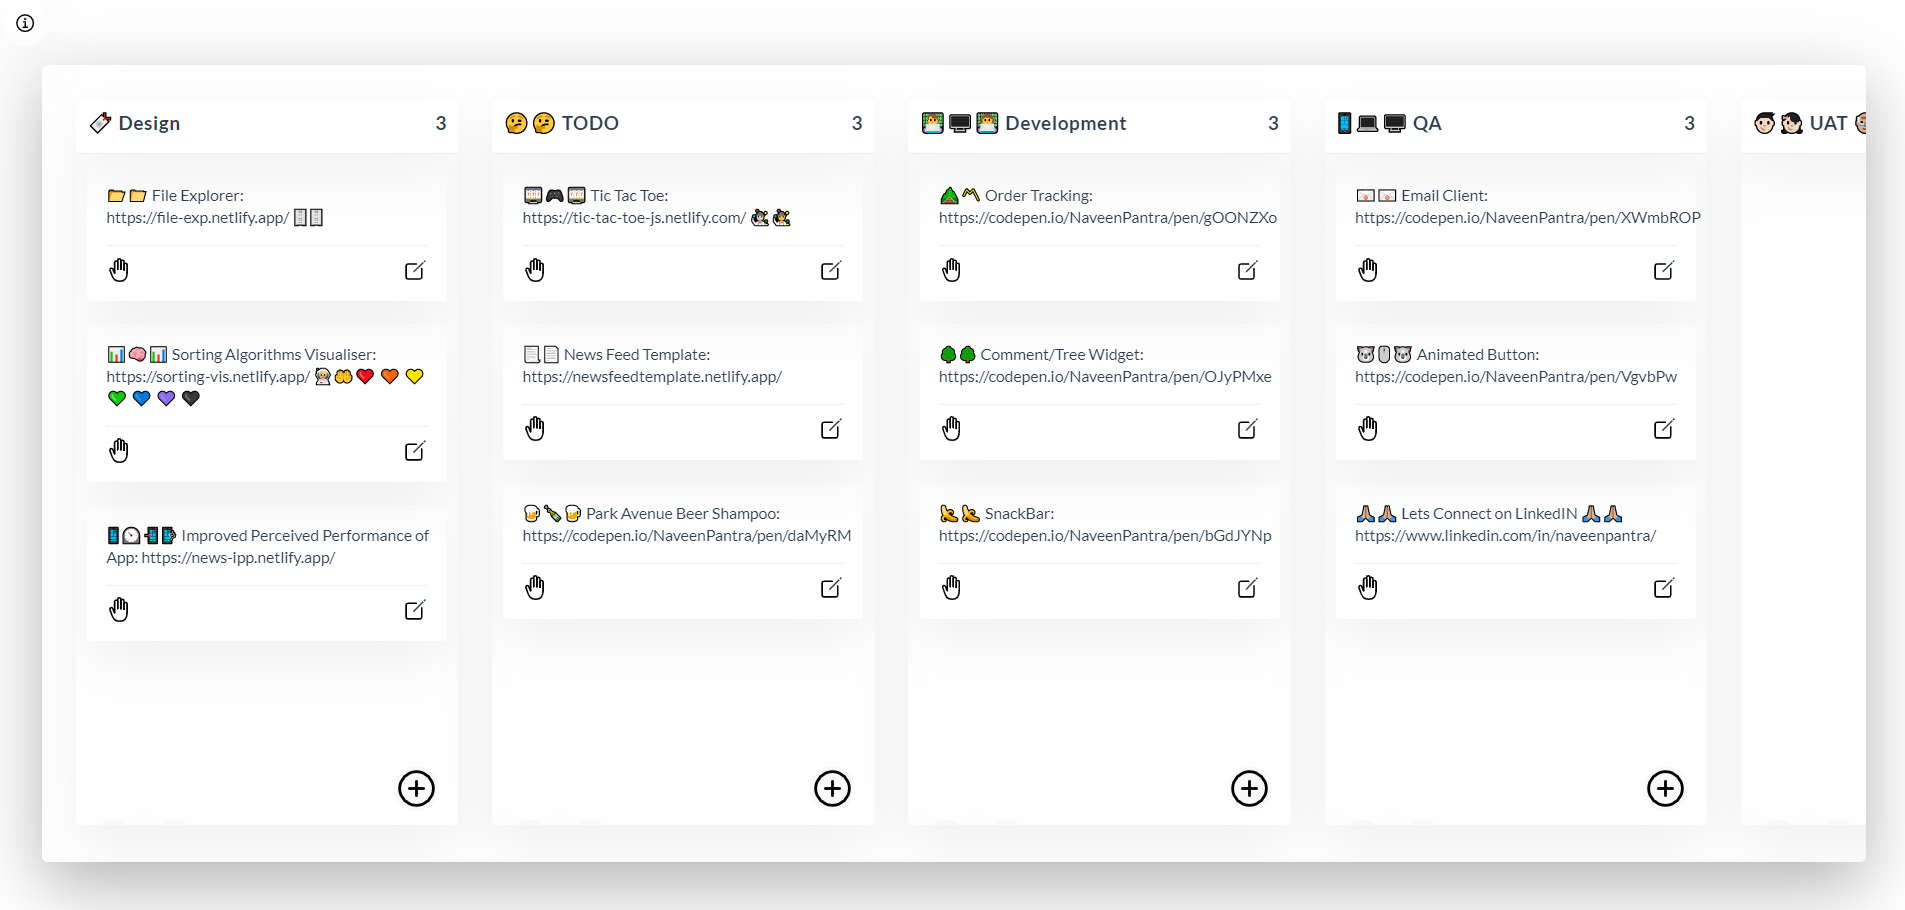 Design 3
File Explorer:
https://file-exp.netlify.app/
Sorting Algorithms Visualiser:
https://sorting-vis.netlify.app/
Improved Perceived Performance of
App: https://news-ipp.netlify.app/
TODO 3
Tic Tac Toe:
https://tic-tac-toe-js.netlify.com/
News Feed Template:
https://newsfeedtemplate.netlify.app/
Park Avenue Beer Shampoo:
https://codepen.io/NaveenPantra/pen/daMyRM
Development 3
Order Tracking:
https://codepen.io/NaveenPantra/pen/gOONZXo
Comment/Tree Widget:
https://codepen.io/NaveenPantra/pen/OJyPMxe
SnackBar:
https://codepen.io/NaveenPantra/pen/bGdJYNp
QA 3
Email Client:
https://codepen.io/NaveenPantra/pen/XWmbROP
Animated Button:
https://codepen.io/NaveenPantra/pen/VgvbPw
Lets Connect on LinkedIN
https://www.linkedin.com/in/naveenpantra/
UAT